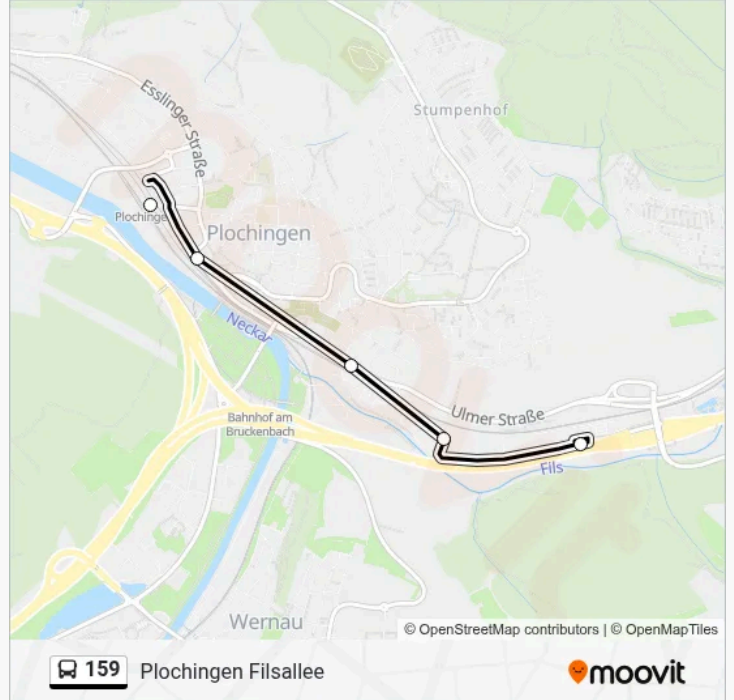 Esslinger Straße
Stumpenhof
Plochinge
Plochingen
Neckar
Ulmer Straße
Bahnhof am
Bruckenbach
Fils
Wernau
© OpenStreetMap contributors | © OpenMapTiles
159 Plochingen Filsallee
moovit